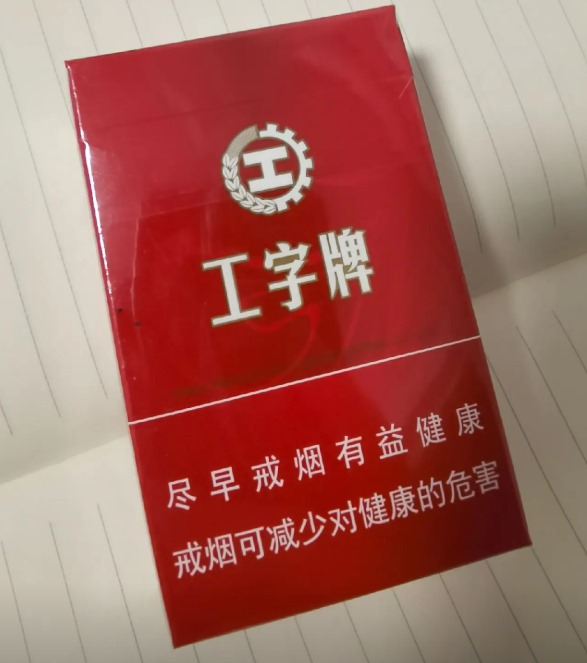 工
工字牌
尽早戒烟有益健康
戒烟可减少对健康的危害